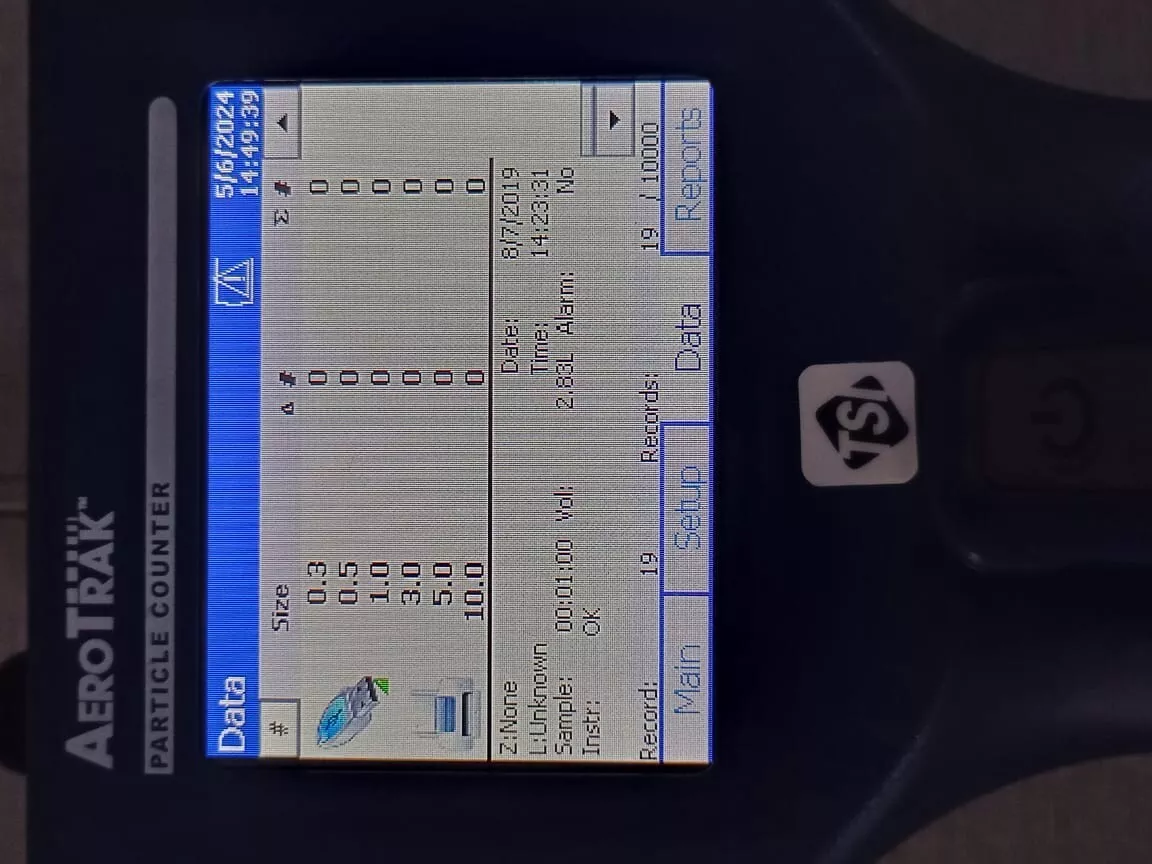 AEROTRAK™
PARTICLE COUNTER
Data 5/6/2024
14:49:39
# Size Δ # Σ #
0.3 0 0
0.5 0 0
1.0 0 0
3.0 0 0
5.0 0 0
10.0 0 0
Z:None Date: 8/7/2019
L:Unknown Time: 14:23:31
Sample: 00:01:00 Vol: 2.83L Alarm: No
Instr: OK
Record: 19 Records: 19 / 10000
Main Setup Data Reports
TSI